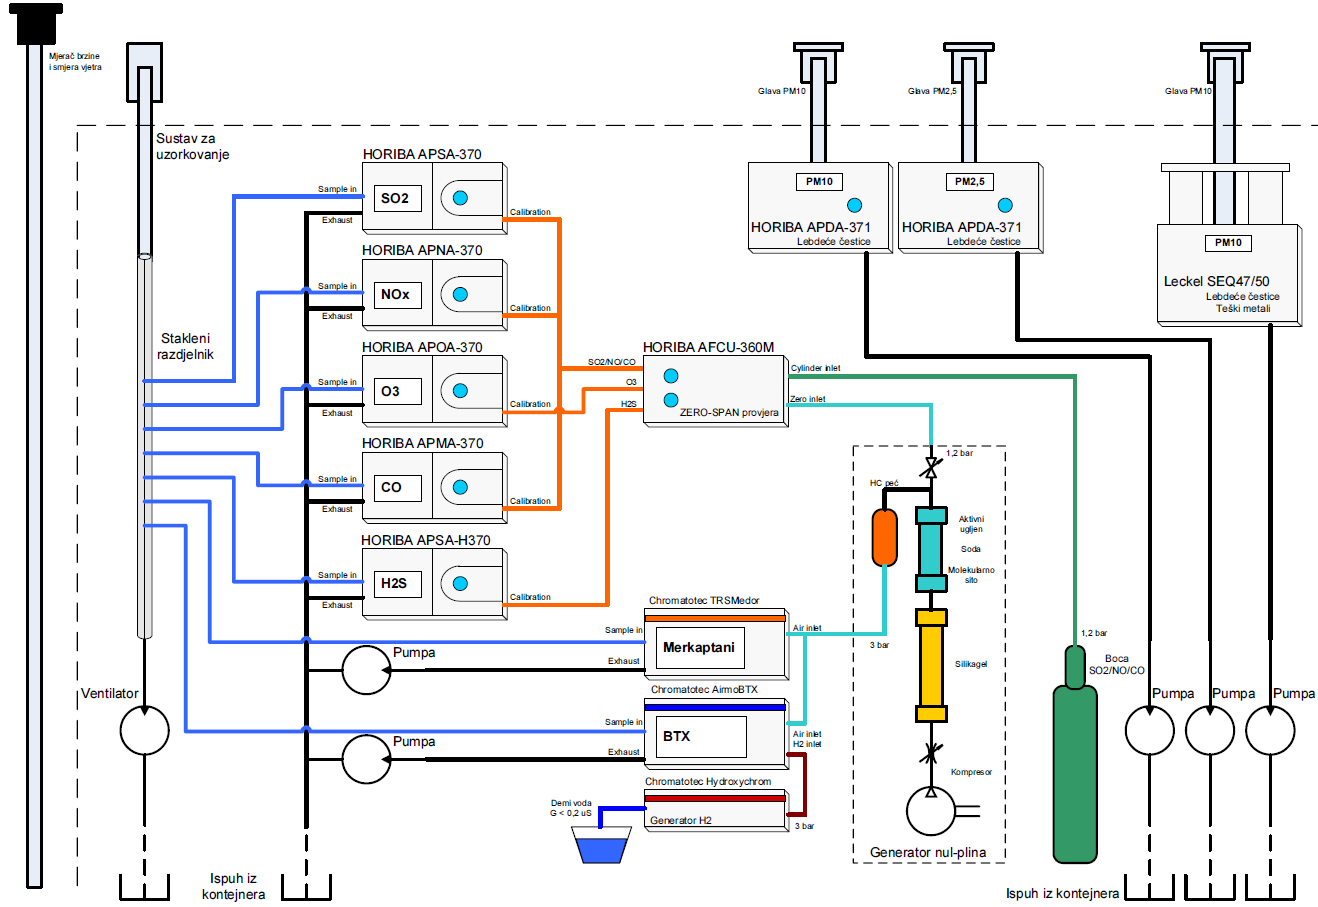 Mjerač brzine
i smjera vjetra
Glava PM10
Glava PM2,5
Glava PM10
Sustav za
uzorkovanje
HORIBA APSA-370
Sample in
SO2
Exhaust
Calibration
PM10
HORIBA APDA-371
Lebdeće čestice
PM2,5
HORIBA APDA-371
Lebdeće čestice
PM10
Leckel SEQ47/50
Lebdeće čestice
Teški metali
HORIBA APNA-370
Sample in
NOx
Exhaust
Calibration
Stakleni
razdjelnik
HORIBA APOA-370
Sample in
O3
Exhaust
Calibration
HORIBA AFCU-360M
SO2/NO/CO
O3
H2S
ZERO-SPAN provjera
Cylinder inlet
Zero inlet
HORIBA APMA-370
Sample in
CO
Exhaust
Calibration
1,2 bar
HC peć
Aktivni
ugljen
Soda
Molekularno
sito
HORIBA APSA-H370
Sample in
H2S
Exhaust
Calibration
Chromatotec TRSMedor
Sample in
Merkaptani
Exhaust
Air inlet
3 bar
Silikagel
1,2 bar
Boca
SO2/NO/CO
Pumpa
Ventilator
Chromatotec AirmoBTX
Sample in
BTX
Exhaust
Air inlet
H2 inlet
Pumpa
Pumpa
Pumpa
Pumpa
Kompresor
Chromatotec Hydroxychrom
Generator H2
3 bar
Demi voda
G < 0,2 uS
Generator nul-plina
Ispuh iz
kontejnera
Ispuh iz kontejnera